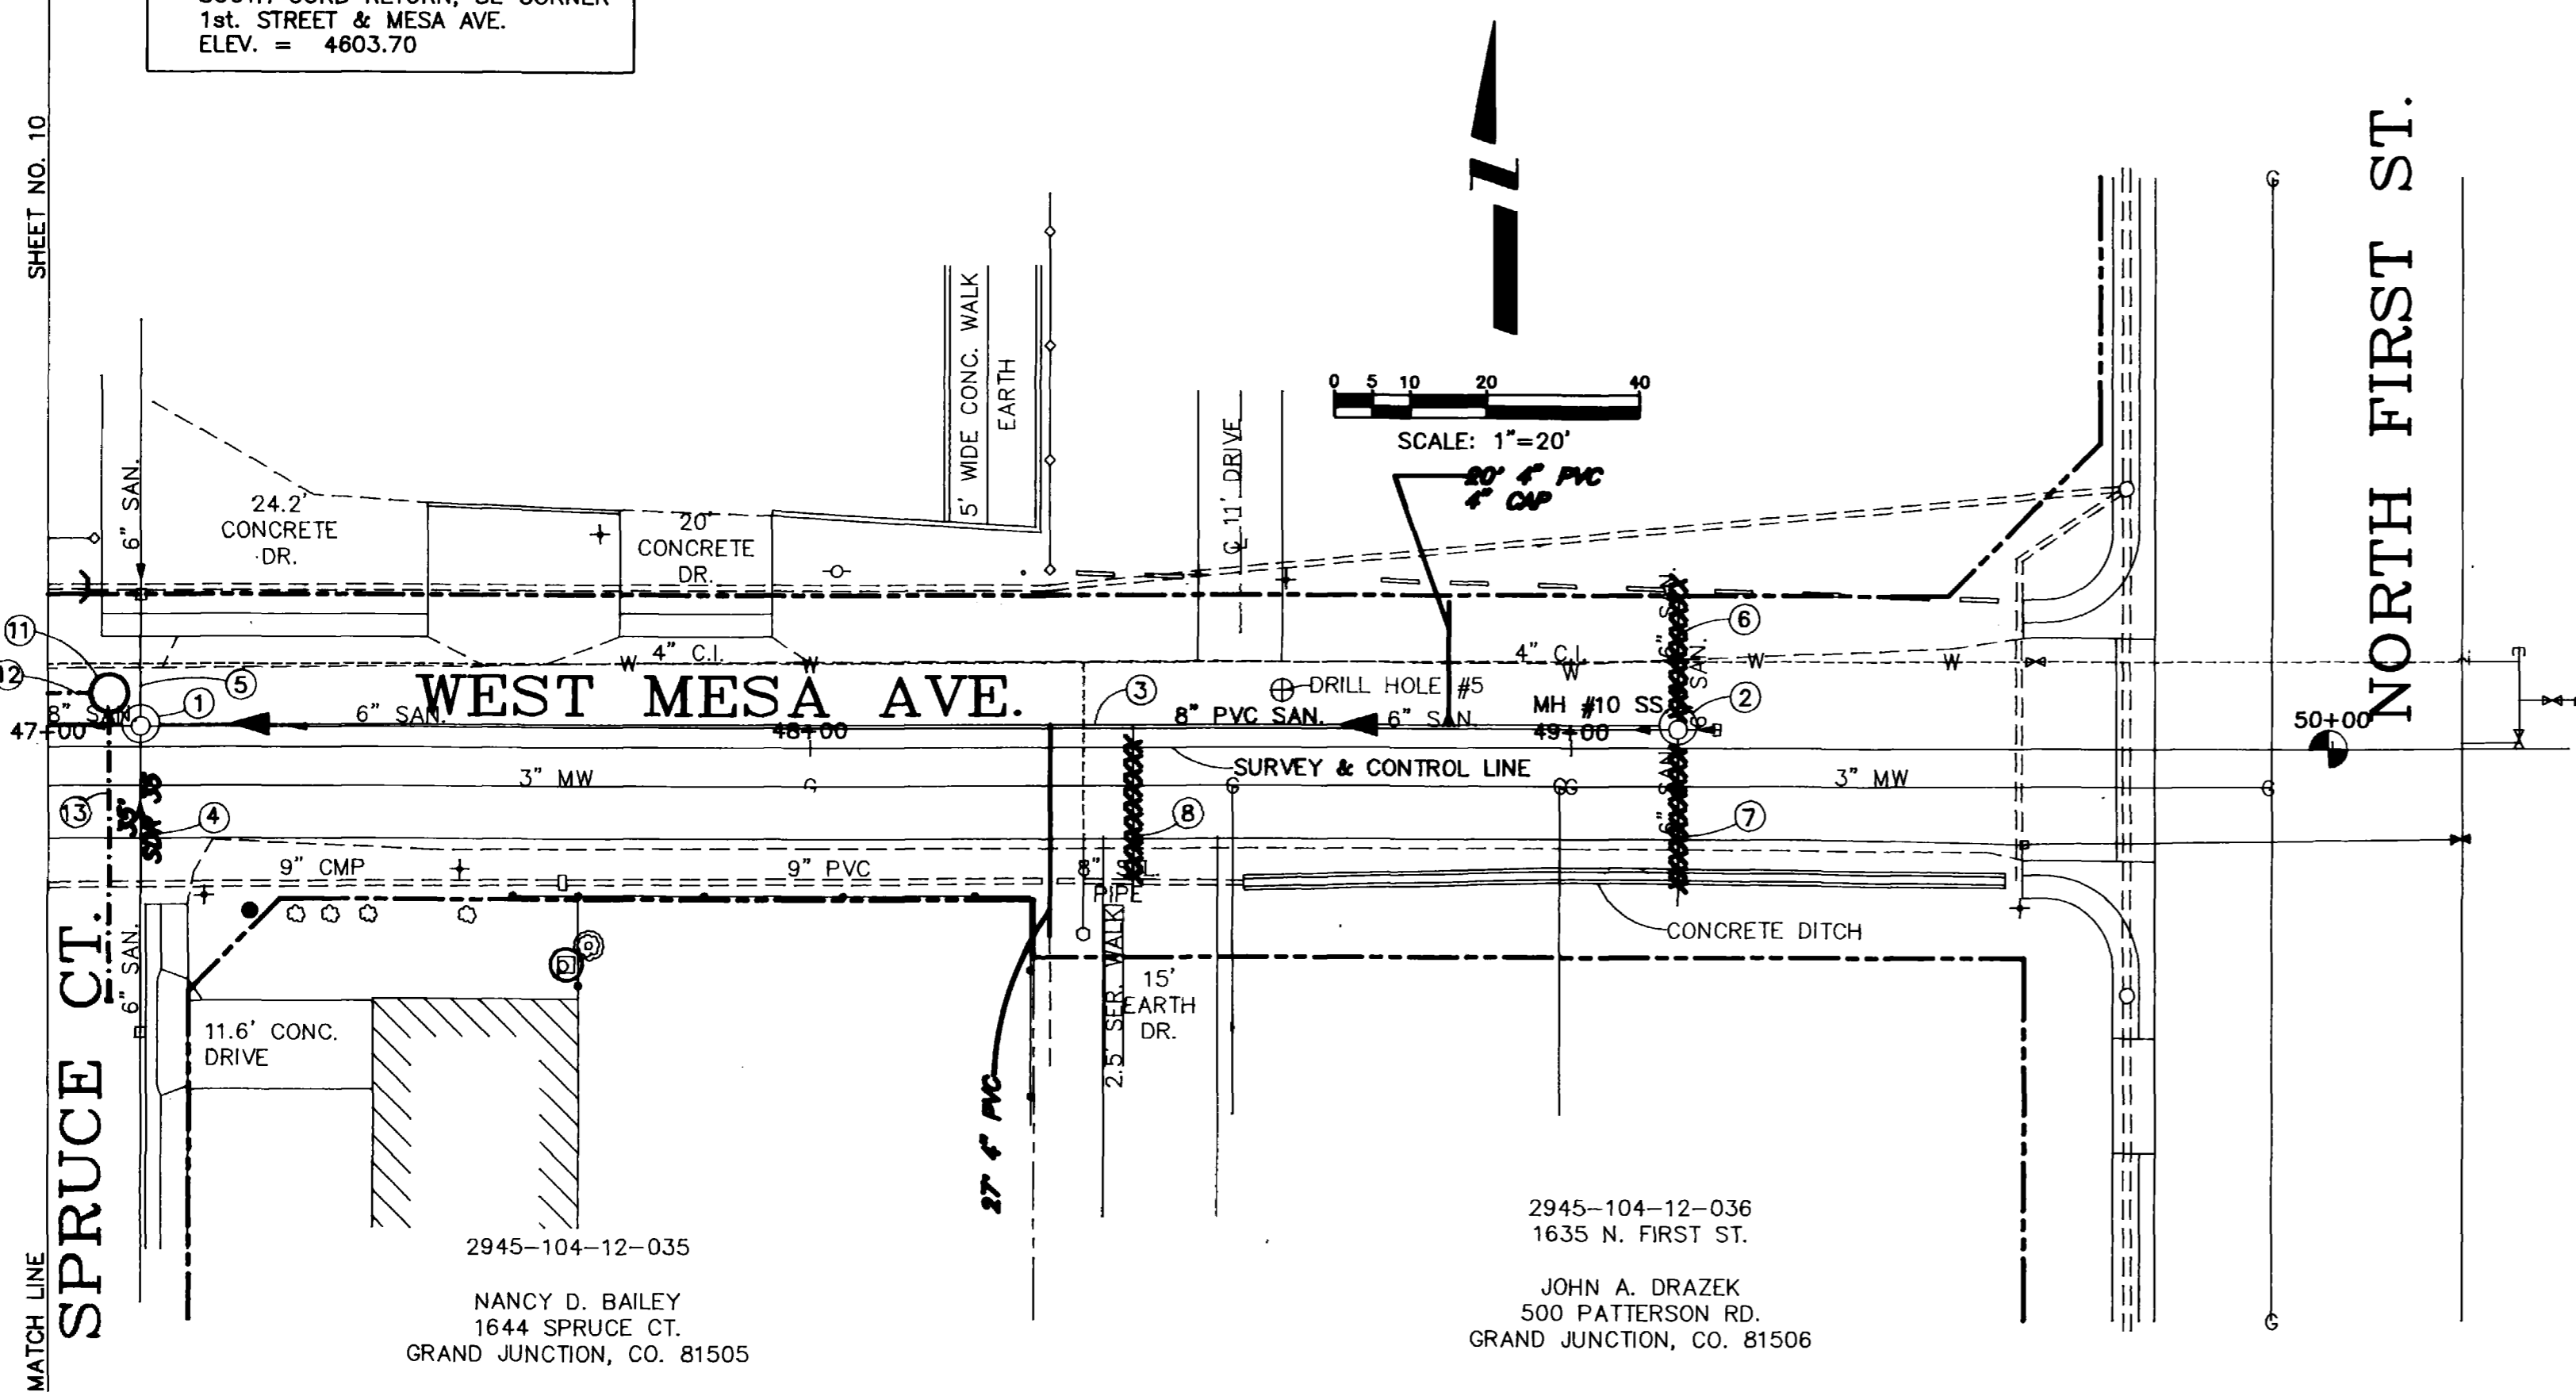 1st. STREET & MESA AVE.
ELEV. = 4603.70
SHEET NO. 10
NORTH FIRST ST.
5' WIDE CONC. WALK
EARTH
0 5 10 20 40
SCALE: 1"=20'
20' 4" PVC
4" CAP
℄ 11' DRIVE
6" SAN.
24.2'
CONCRETE
DR.
20'
CONCRETE
DR.
11
12
5
1
4" C.I.
W
W
4" C.I.
W
W
W
6" SAN.
6
SAN.
WEST MESA AVE.
3
DRILL HOLE #5
MH #10 SS
2
8" SAN.
6" SAN.
8" PVC SAN.
6" SAN.
47+00
48+00
49+00
50+00
SURVEY & CONTROL LINE
3" MW
G
G
GG
3" MW
G
G
13
35'
4
8
6" SAN.
7
9" CMP
9" PVC
8"
PIPE
CONCRETE DITCH
6" SAN.
2.5' SER. WALK
15'
EARTH
DR.
11.6' CONC.
DRIVE
27' 4" PVC
SPRUCE CT.
MATCH LINE
2945-104-12-035
NANCY D. BAILEY
1644 SPRUCE CT.
GRAND JUNCTION, CO. 81505
2945-104-12-036
1635 N. FIRST ST.
JOHN A. DRAZEK
500 PATTERSON RD.
GRAND JUNCTION, CO. 81506
G